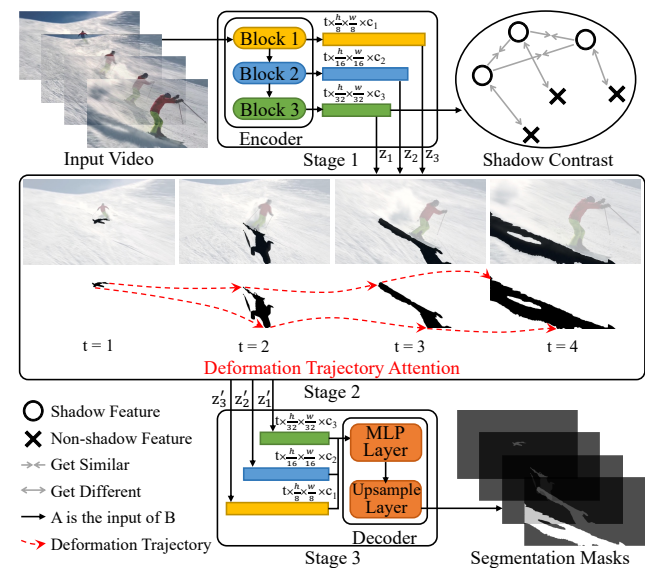 Input Video
Block 1
Block 2
Block 3
Encoder
t×h/8×w/8×c₁
t×h/16×w/16×c₂
t×h/32×w/32×c₃
Stage 1
z₁ z₂ z₃
Shadow Contrast
t = 1 t = 2 t = 3 t = 4
Deformation Trajectory Attention
Stage 2
z′₃ z′₂ z′₁
Shadow Feature
Non-shadow Feature
Get Similar
Get Different
A is the input of B
Deformation Trajectory
t×h/32×w/32×c₃
t×h/16×w/16×c₂
t×h/8×w/8×c₁
MLP
Layer
Upsample
Layer
Decoder
Stage 3
Segmentation Masks